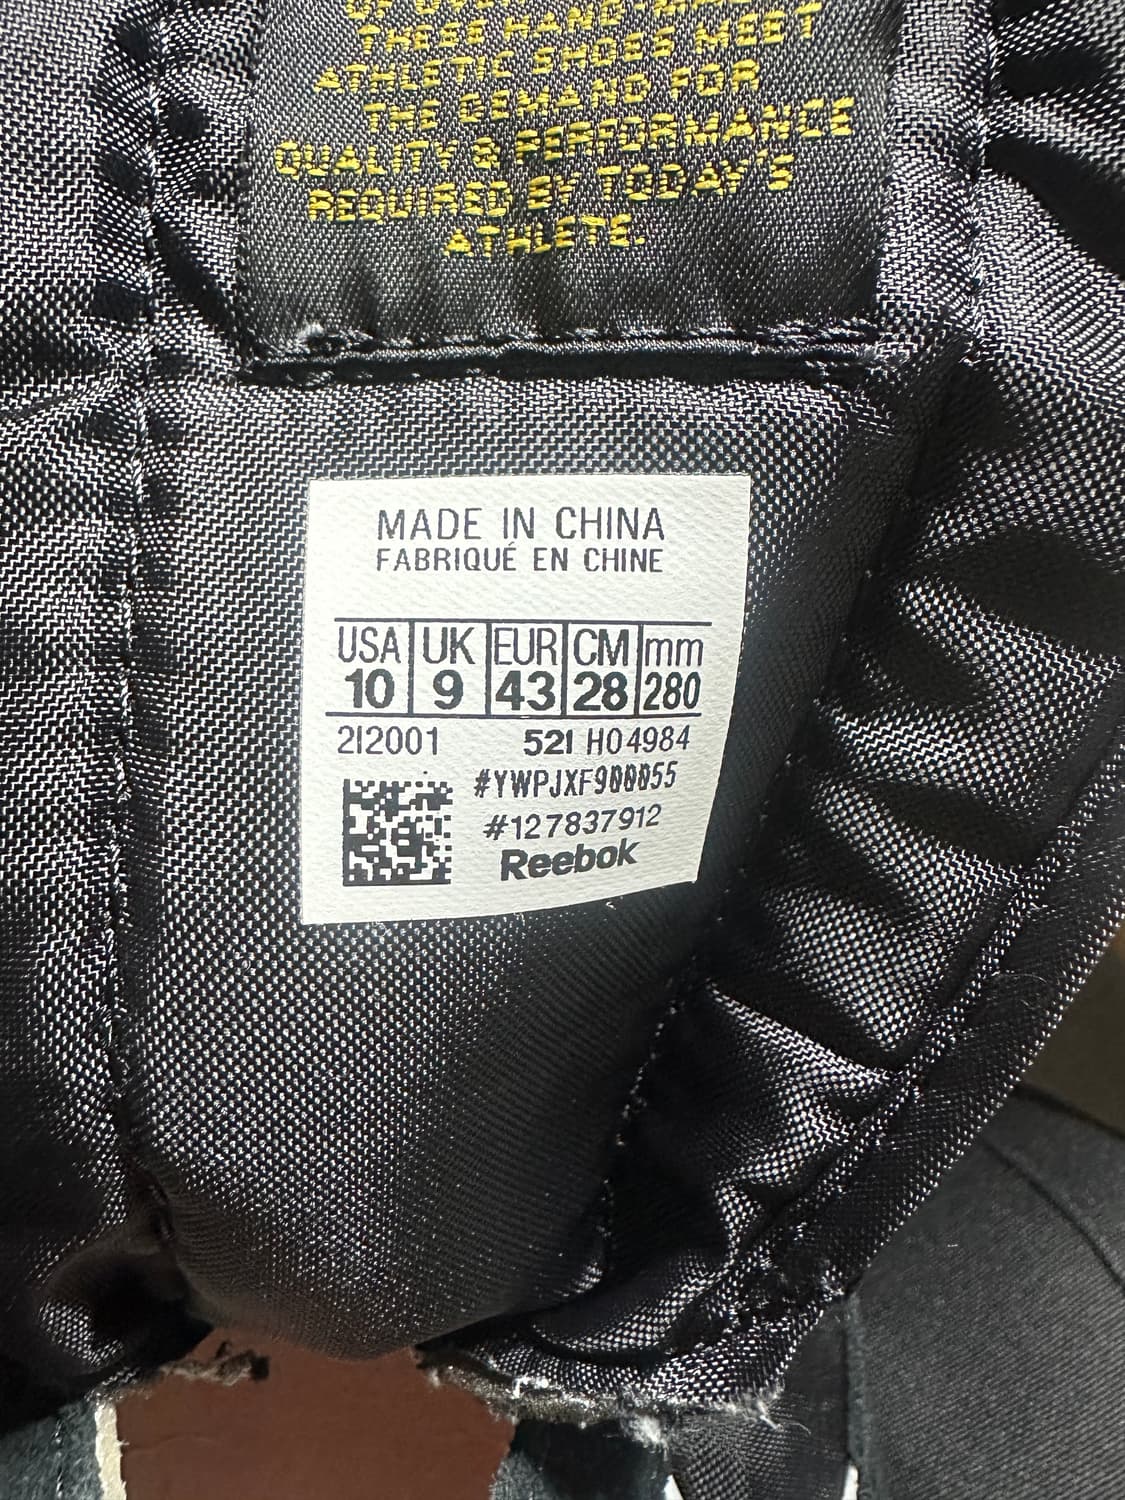 THESE HAND-
ATHLETIC SHOES MEET
THE DEMAND FOR
QUALITY & PERFORMANCE
REQUIRED BY TODAY'S
ATHLETE.
MADE IN CHINA
FABRIQUÉ EN CHINE
USA UK EUR CM mm
10 9 43 28 280
212001 521 H04984
#YWPJXF900055
#127837912
Reebok